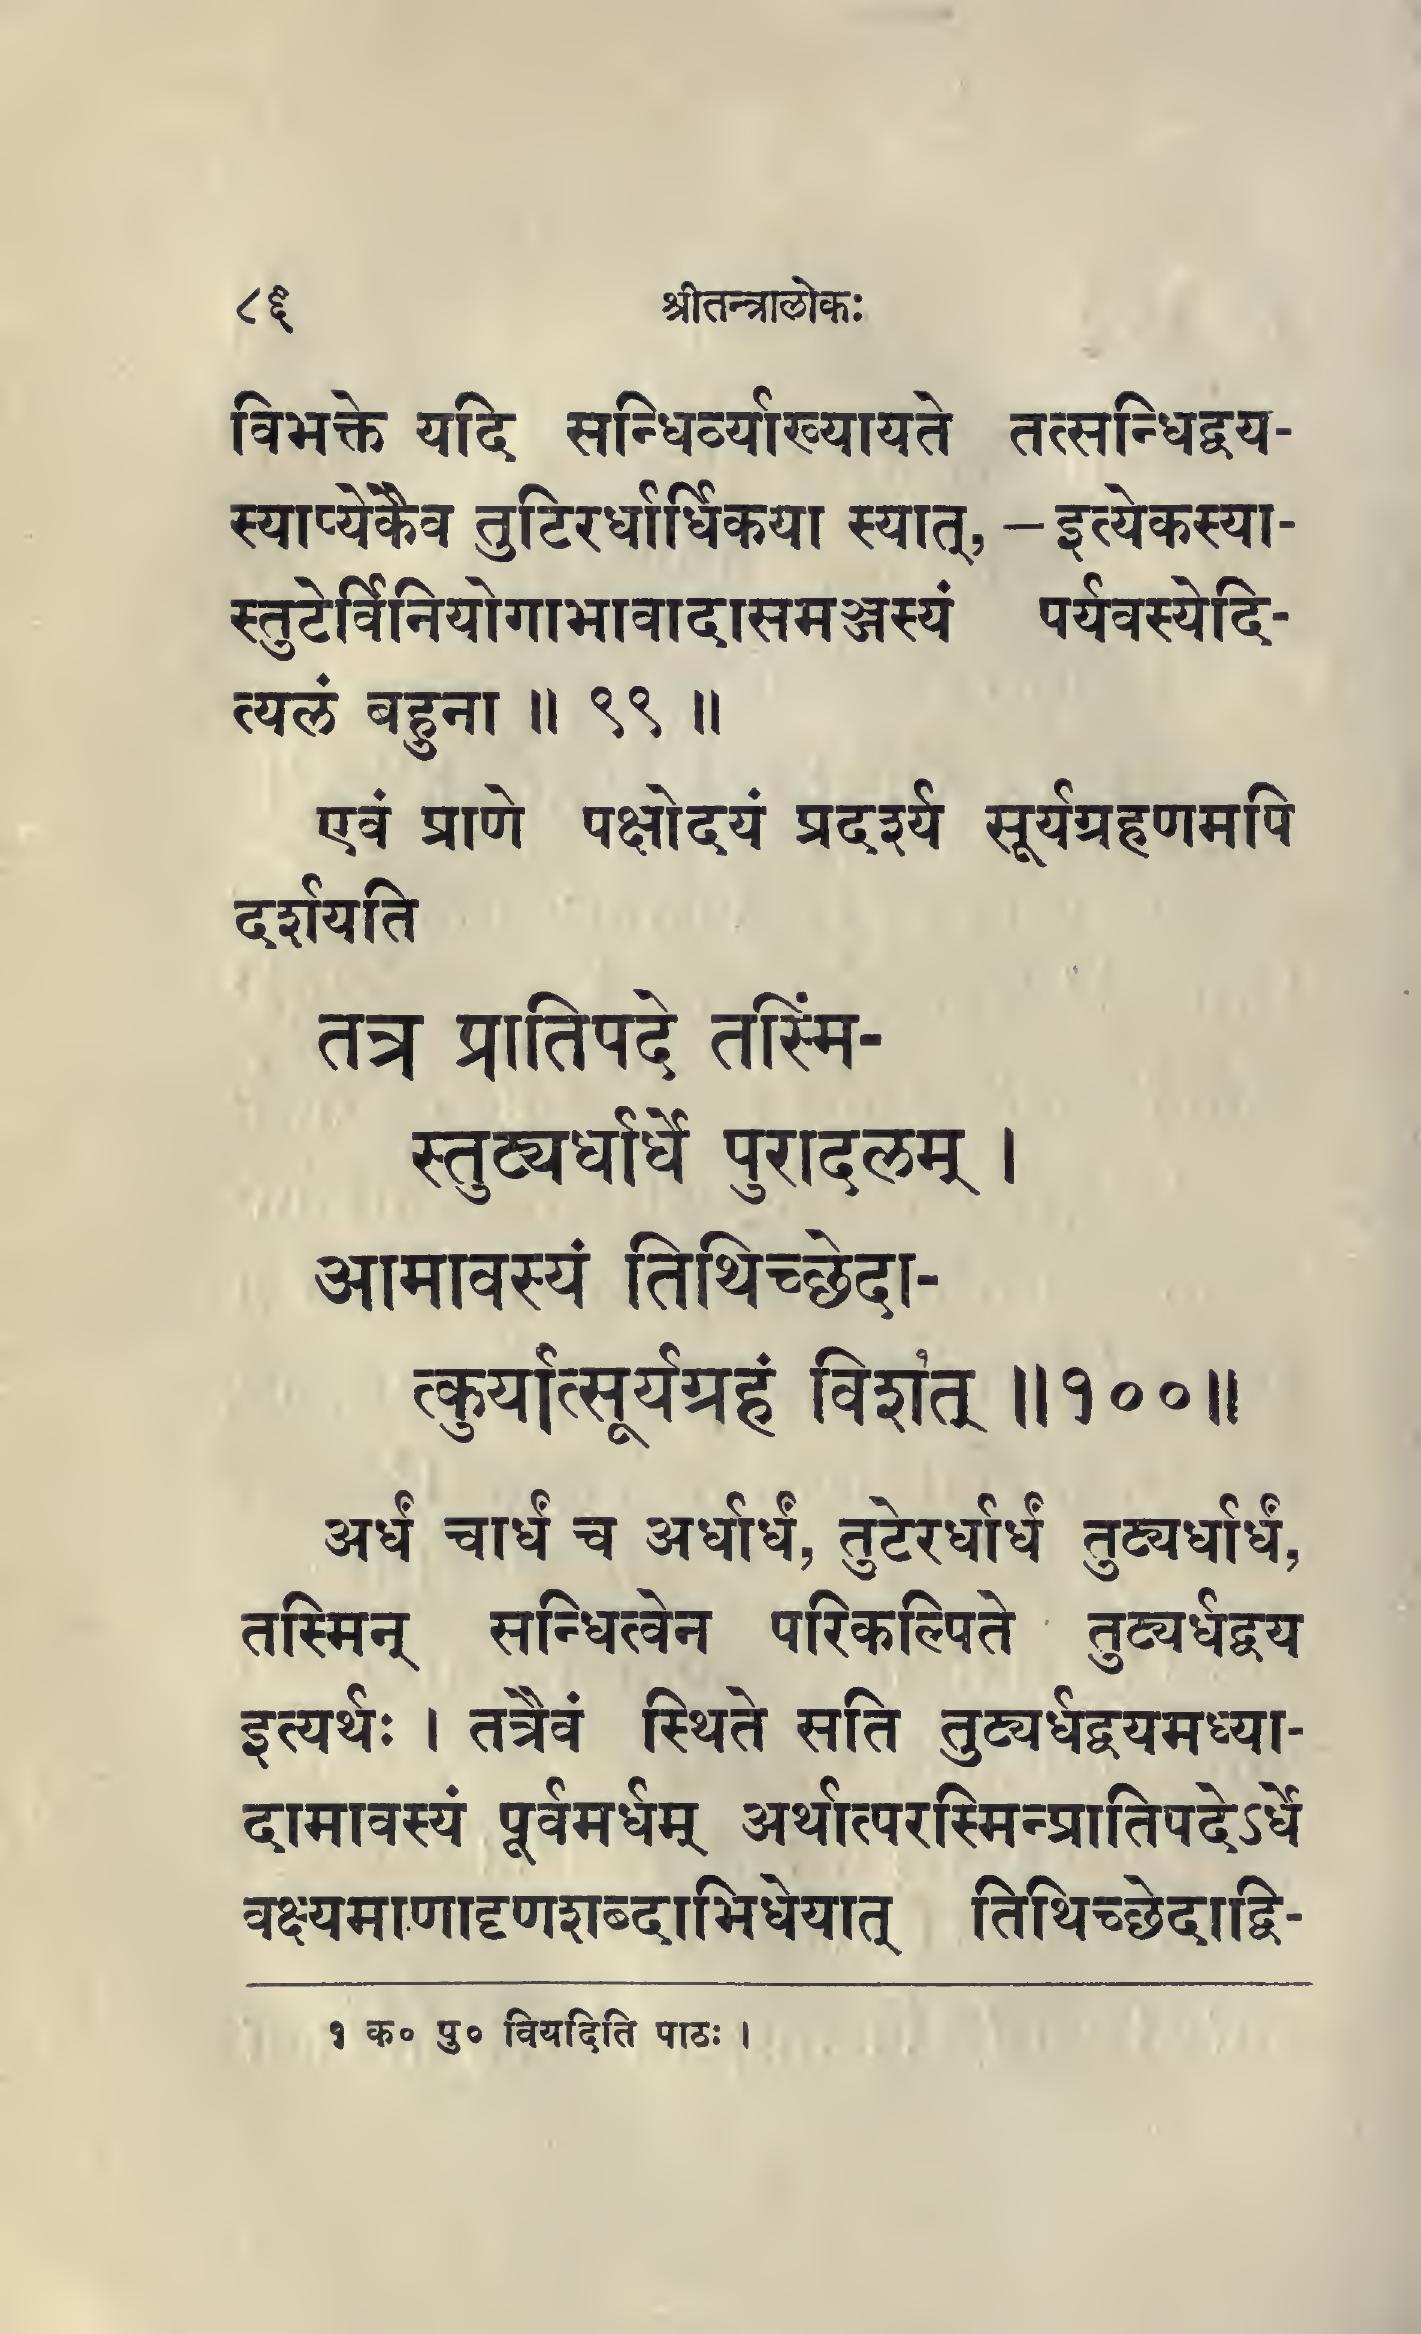 ८६ श्रीतन्त्रालोकः
विभक्ते यदि सन्धिर्व्याख्यायते तत्सन्धिद्वय-
स्याप्येकैव तुटिरर्धार्धिकया स्यात्, — इत्येकस्या-
स्तुटेर्विनियोगाभावादासमञ्जस्यं पर्यवस्येदि-
त्यलं बहुना ॥ ९९ ॥
एवं प्राणे पक्षोदयं प्रदर्श्य सूर्यग्रहणमपि
दर्शयति
तत्र प्रातिपदे तस्मिं-
स्तुट्यर्धार्धे पुरादलम् ।
आमावस्यं तिथिच्छेदा-
त्कुर्यात्सूर्यग्रहं विशं१त् ॥१००॥
अर्धं चार्धं च अर्धार्धं, तुटेरर्धार्धं तुट्यर्धार्धं,
तस्मिन् सन्धित्वेन परिकल्पिते तुट्यर्धद्वय
इत्यर्थः । तत्रैवं स्थिते सति तुट्यर्धद्वयमध्या-
दामावस्यं पूर्वमर्धम् अर्थात्परस्मिन्प्रातिपदेऽर्धे
वक्ष्यमाणादृणशब्दाभिधेयात् तिथिच्छेदाद्वि-
१ क० पु० वियदिति पाठः ।